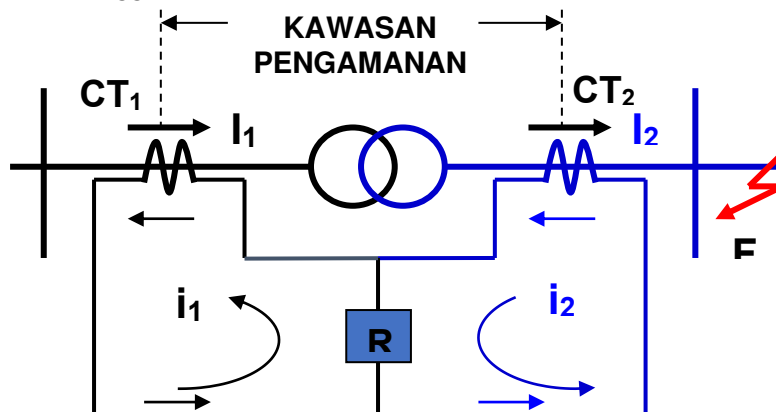 KAWASAN
PENGAMANAN
CT₁
I₁
CT₂
I₂
i₁
R
i₂